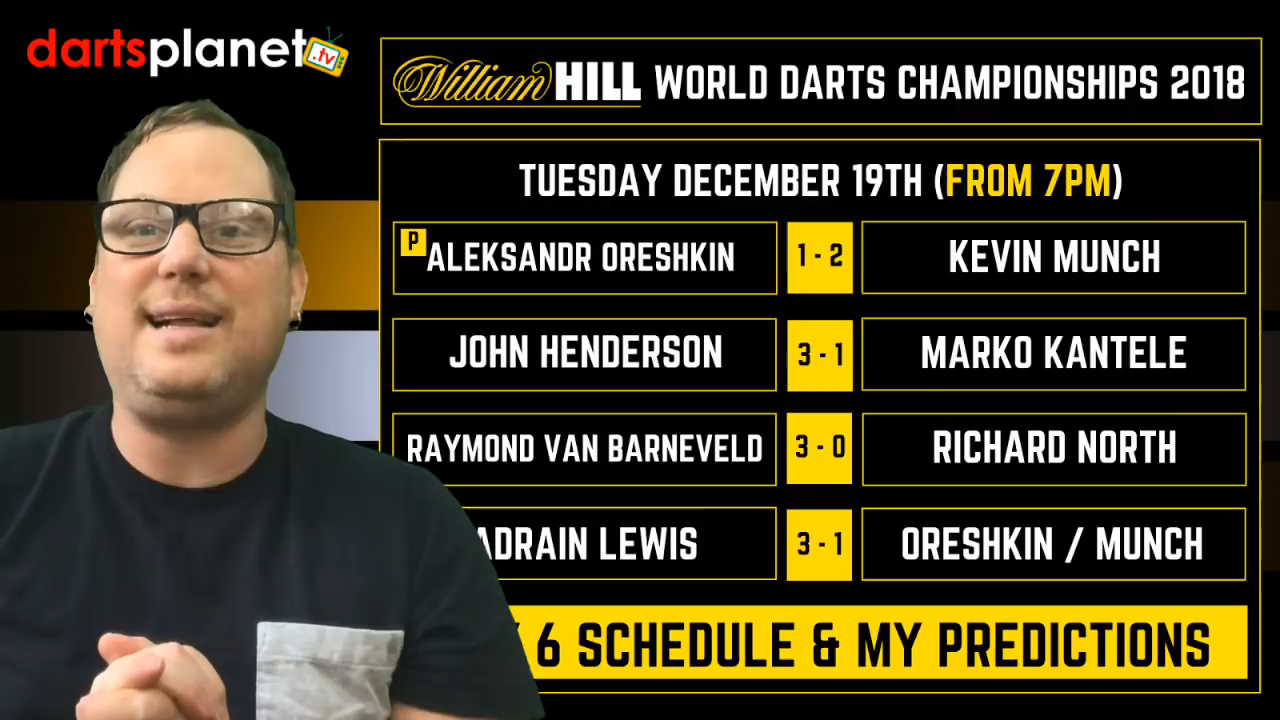 dartsplanet.tv
William HILL WORLD DARTS CHAMPIONSHIPS 2018
TUESDAY DECEMBER 19TH (FROM 7PM)
P ALEKSANDR ORESHKIN 1 - 2 KEVIN MUNCH
JOHN HENDERSON 3 - 1 MARKO KANTELE
RAYMOND VAN BARNEVELD 3 - 0 RICHARD NORTH
ADRAIN LEWIS 3 - 1 ORESHKIN / MUNCH
6 SCHEDULE & MY PREDICTIONS